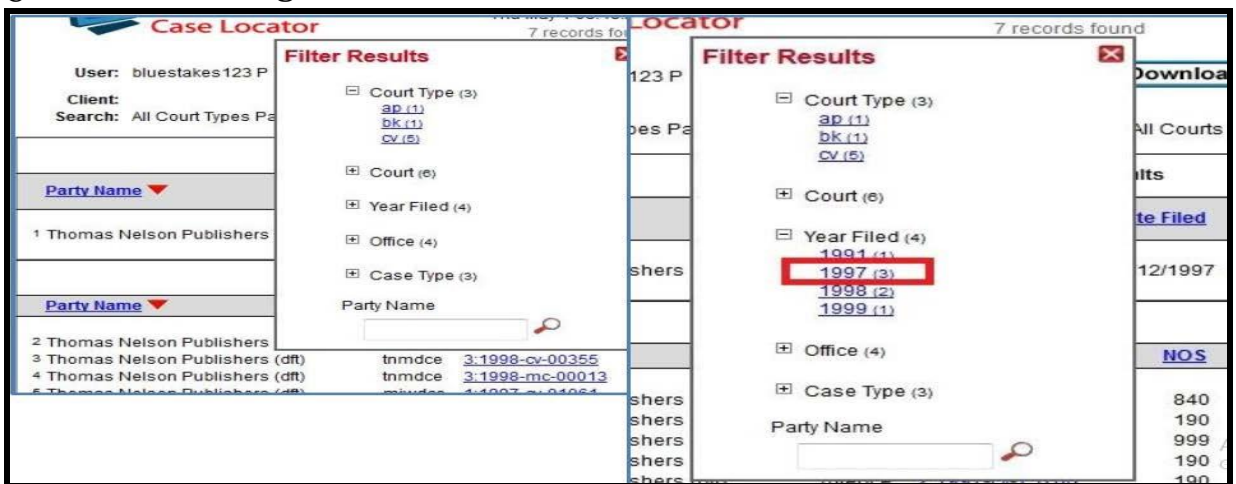 Case Locator
7 records fo
User: bluestakes123 P
Client:
Search: All Court Types Pa
Party Name
1 Thomas Nelson Publishers
Party Name
2 Thomas Nelson Publishers
3 Thomas Nelson Publishers (dft) tnmdce 3:1998-cv-00355
4 Thomas Nelson Publishers (dft) tnmdce 3:1998-mc-00013
Filter Results
Court Type (3)
ap (1)
bk (1)
cv (5)
Court (6)
Year Filed (4)
Office (4)
Case Type (3)
Party Name
Locator
7 records found
123 P
Downloa
pes Pa
All Courts
te Filed
shers
12/1997
NOS
shers 840
shers 190
shers 999
shers 190
shers 190
Filter Results
Court Type (3)
ap (1)
bk (1)
cv (5)
Court (6)
Year Filed (4)
1991 (1)
1997 (3)
1998 (2)
1999 (1)
Office (4)
Case Type (3)
Party Name